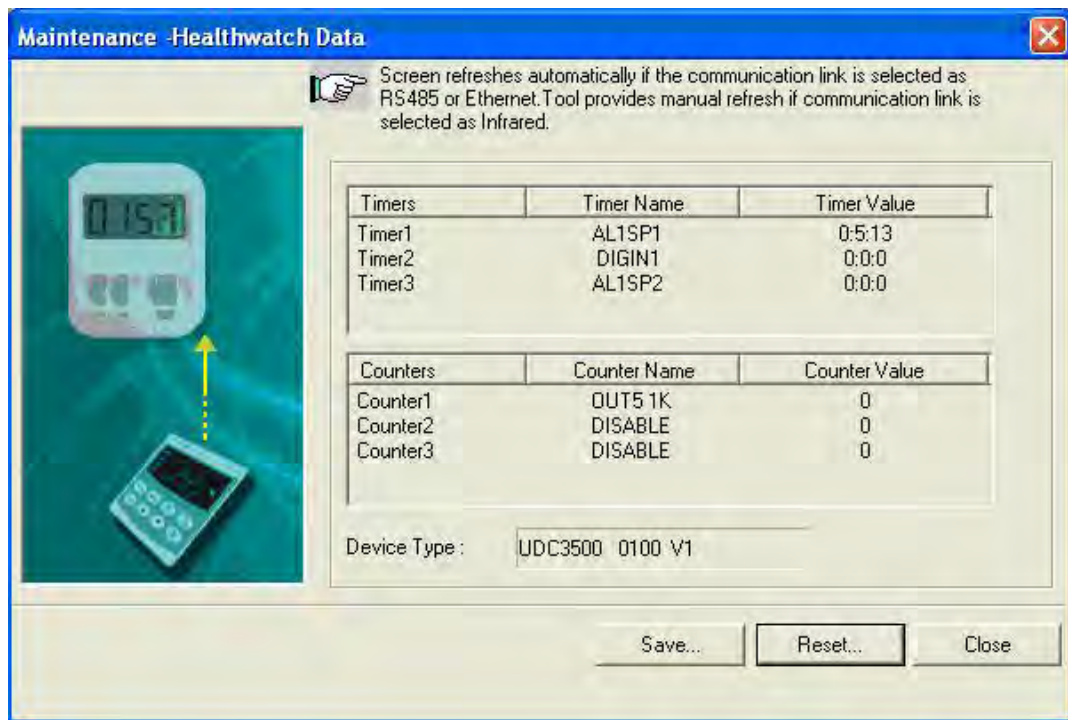 Maintenance -Healthwatch Data
Screen refreshes automatically if the communication link is selected as
RS485 or Ethernet.Tool provides manual refresh if communication link is
selected as Infrared.
Timers Timer Name Timer Value
Timer1 AL1SP1 0:5:13
Timer2 DIGIN1 0:0:0
Timer3 AL1SP2 0:0:0
Counters Counter Name Counter Value
Counter1 OUT5 1K 0
Counter2 DISABLE 0
Counter3 DISABLE 0
Device Type : UDC3500 0100 V1
Save... Reset... Close